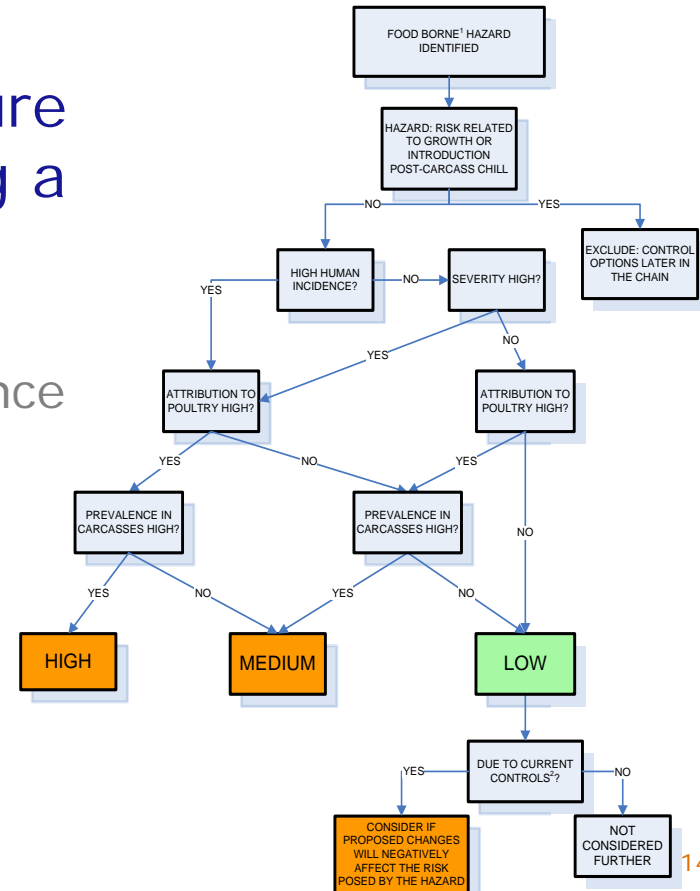 ure
g a
nce
FOOD BORNE¹ HAZARD
IDENTIFIED
HAZARD: RISK RELATED
TO GROWTH OR
INTRODUCTION
POST-CARCASS CHILL
NO
YES
EXCLUDE: CONTROL
OPTIONS LATER IN
THE CHAIN
HIGH HUMAN
INCIDENCE?
NO
SEVERITY HIGH?
YES
YES
NO
ATTRIBUTION TO
POULTRY HIGH?
ATTRIBUTION TO
POULTRY HIGH?
YES
NO
YES
NO
PREVALENCE IN
CARCASSES HIGH?
PREVALENCE IN
CARCASSES HIGH?
YES
NO
YES
NO
HIGH
MEDIUM
LOW
DUE TO CURRENT
CONTROLS²?
YES
NO
CONSIDER IF
PROPOSED CHANGES
WILL NEGATIVELY
AFFECT THE RISK
POSED BY THE HAZARD
NOT
CONSIDERED
FURTHER
14